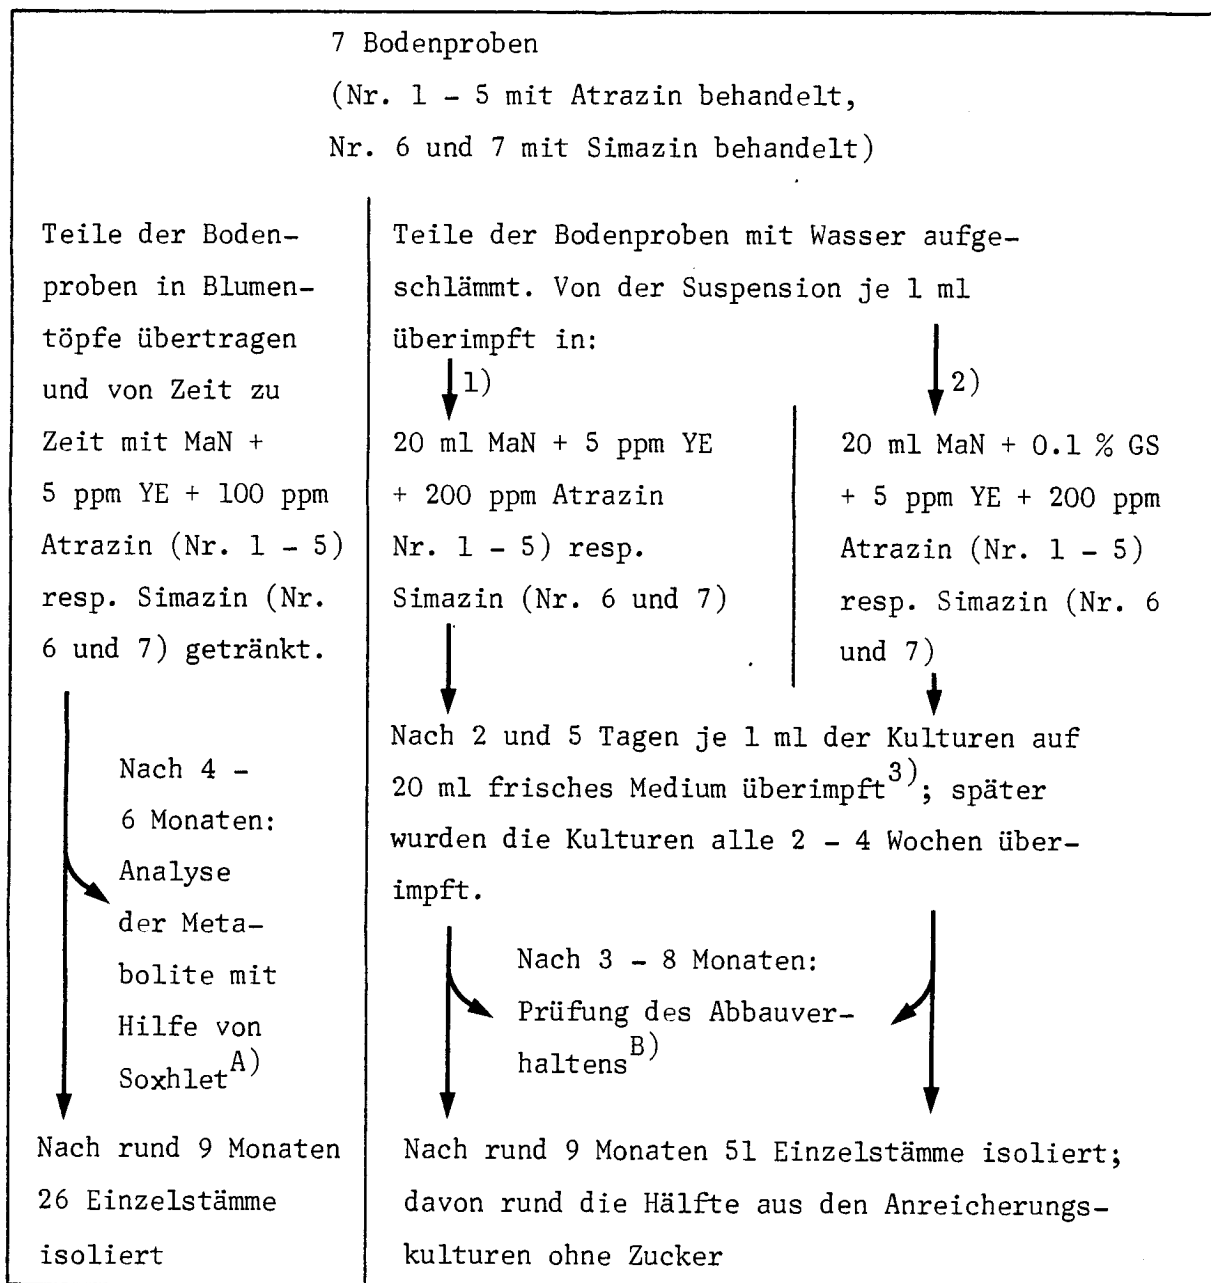 7 Bodenproben
(Nr. 1 – 5 mit Atrazin behandelt,
Nr. 6 und 7 mit Simazin behandelt)
Teile der Boden-
proben in Blumen-
töpfe übertragen
und von Zeit zu
Zeit mit MaN +
5 ppm YE + 100 ppm
Atrazin (Nr. 1 – 5)
resp. Simazin (Nr.
6 und 7) getränkt.
Nach 4 –
6 Monaten:
Analyse
der Meta-
bolite mit
Hilfe von
Soxhlet A)
Nach rund 9 Monaten
26 Einzelstämme
isoliert
Teile der Bodenproben mit Wasser aufge-
schlämmt. Von der Suspension je 1 ml
überimpft in:
1)
20 ml MaN + 5 ppm YE
+ 200 ppm Atrazin
Nr. 1 – 5) resp.
Simazin (Nr. 6 und 7)
2)
20 ml MaN + 0.1 % GS
+ 5 ppm YE + 200 ppm
Atrazin (Nr. 1 – 5)
resp. Simazin (Nr. 6
und 7)
Nach 2 und 5 Tagen je 1 ml der Kulturen auf
20 ml frisches Medium überimpft 3); später
wurden die Kulturen alle 2 – 4 Wochen über-
impft.
Nach 3 – 8 Monaten:
Prüfung des Abbauver-
haltens B)
Nach rund 9 Monaten 51 Einzelstämme isoliert;
davon rund die Hälfte aus den Anreicherungs-
kulturen ohne Zucker